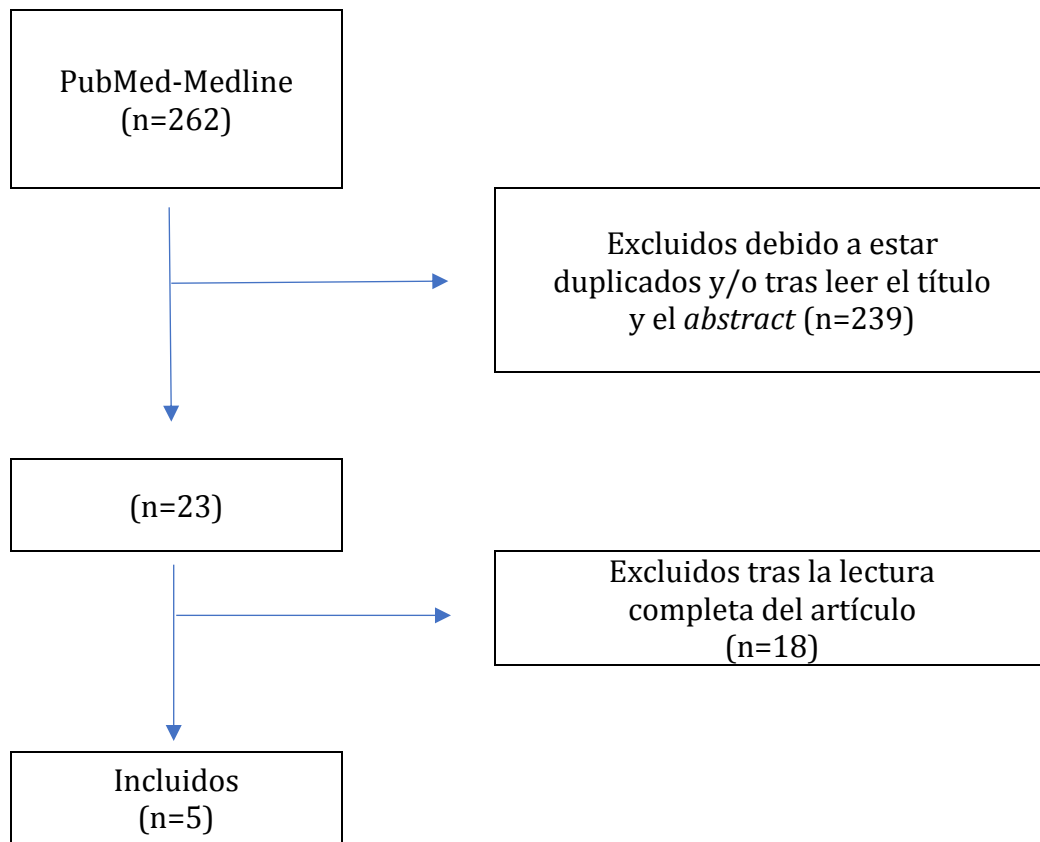 PubMed-Medline
(n=262)
Excluidos debido a estar
duplicados y/o tras leer el título
y el abstract (n=239)
(n=23)
Excluidos tras la lectura
completa del artículo
(n=18)
Incluidos
(n=5)